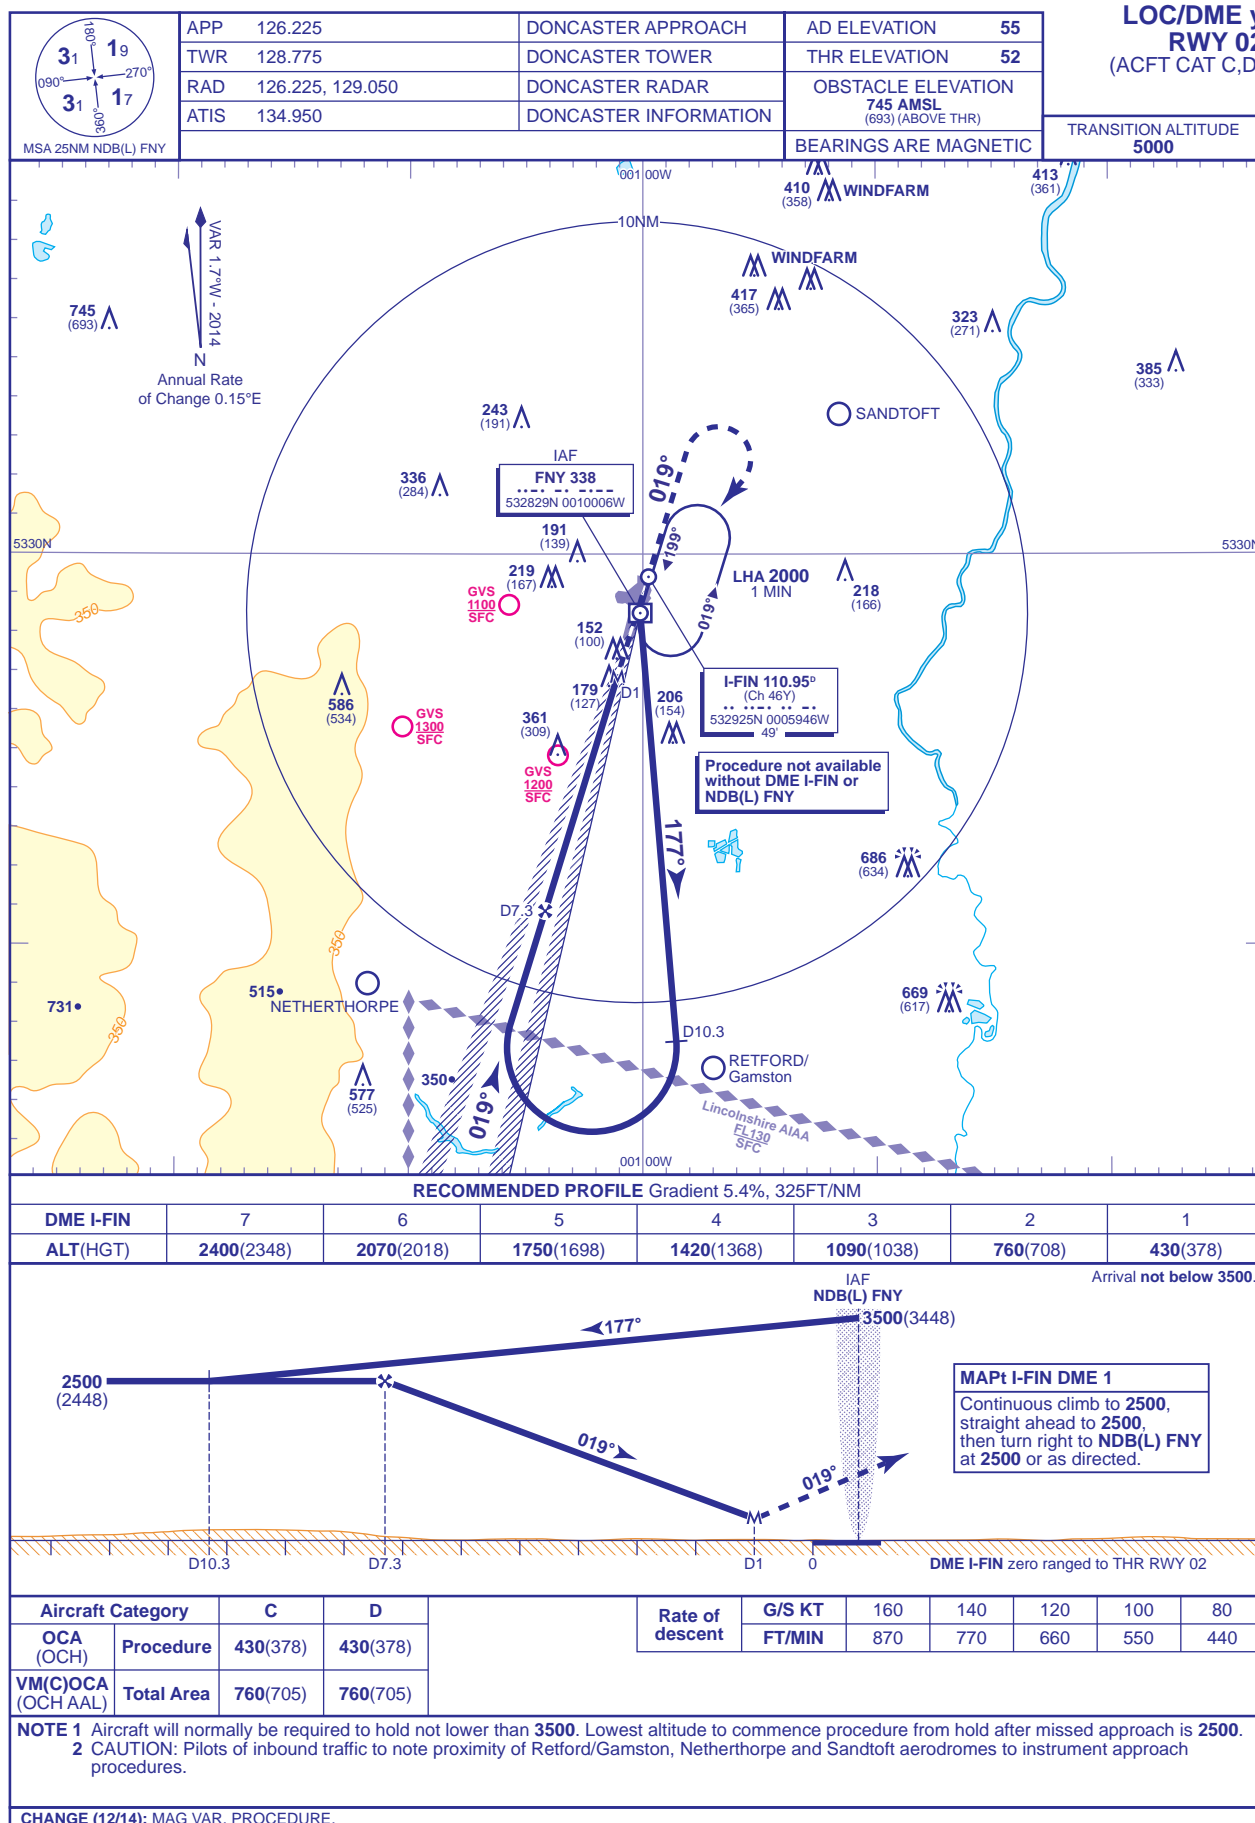 LOC/DME y
RWY 02
(ACFT CAT C,D
180°
31 19
090° 270°
31 17
360°
MSA 25NM NDB(L) FNY
APP 126.225 DONCASTER APPROACH
TWR 128.775 DONCASTER TOWER
RAD 126.225, 129.050 DONCASTER RADAR
ATIS 134.950 DONCASTER INFORMATION
AD ELEVATION 55
THR ELEVATION 52
OBSTACLE ELEVATION
745 AMSL
(693) (ABOVE THR)
BEARINGS ARE MAGNETIC
TRANSITION ALTITUDE
5000
001 00W
410
(358)
WINDFARM
413
(361)
10NM
VAR 1.7°W - 2014
N
Annual Rate
of Change 0.15°E
745
(693)
WINDFARM
417
(365)
323
(271)
385
(333)
243
(191)
SANDTOFT
IAF
FNY 338
532829N 0010006W
336
(284)
019°
199°
019°
191
(139)
5330N
5330N
219
(167)
LHA 2000
1 MIN
218
(166)
GVS
1100
SFC
350
152
(100)
179
(127)
D1
206
(154)
I-FIN 110.95D
(Ch 46Y)
532925N 0005946W
49'
586
(534)
GVS
1300
SFC
361
(309)
GVS
1200
SFC
Procedure not available
without DME I-FIN or
NDB(L) FNY
177°
686
(634)
D7.3
350
515
NETHERTHORPE
731
350
669
(617)
D10.3
RETFORD/
Gamston
577
(525)
350
019°
Lincolnshire AIAA
FL130
SFC
001 00W
RECOMMENDED PROFILE Gradient 5.4%, 325FT/NM
DME I-FIN 7 6 5 4 3 2 1
ALT(HGT) 2400(2348) 2070(2018) 1750(1698) 1420(1368) 1090(1038) 760(708) 430(378)
IAF
NDB(L) FNY
Arrival not below 3500.
177°
3500(3448)
2500
(2448)
019°
019°
MAPt I-FIN DME 1
Continuous climb to 2500,
straight ahead to 2500,
then turn right to NDB(L) FNY
at 2500 or as directed.
D10.3 D7.3 D1 0 DME I-FIN zero ranged to THR RWY 02
Aircraft Category C D
OCA
(OCH)
Procedure 430(378) 430(378)
VM(C)OCA
(OCH AAL)
Total Area 760(705) 760(705)
Rate of
descent
G/S KT 160 140 120 100 80
FT/MIN 870 770 660 550 440
NOTE 1 Aircraft will normally be required to hold not lower than 3500. Lowest altitude to commence procedure from hold after missed approach is 2500.
2 CAUTION: Pilots of inbound traffic to note proximity of Retford/Gamston, Netherthorpe and Sandtoft aerodromes to instrument approach
procedures.
CHANGE (12/14): MAG VAR. PROCEDURE.